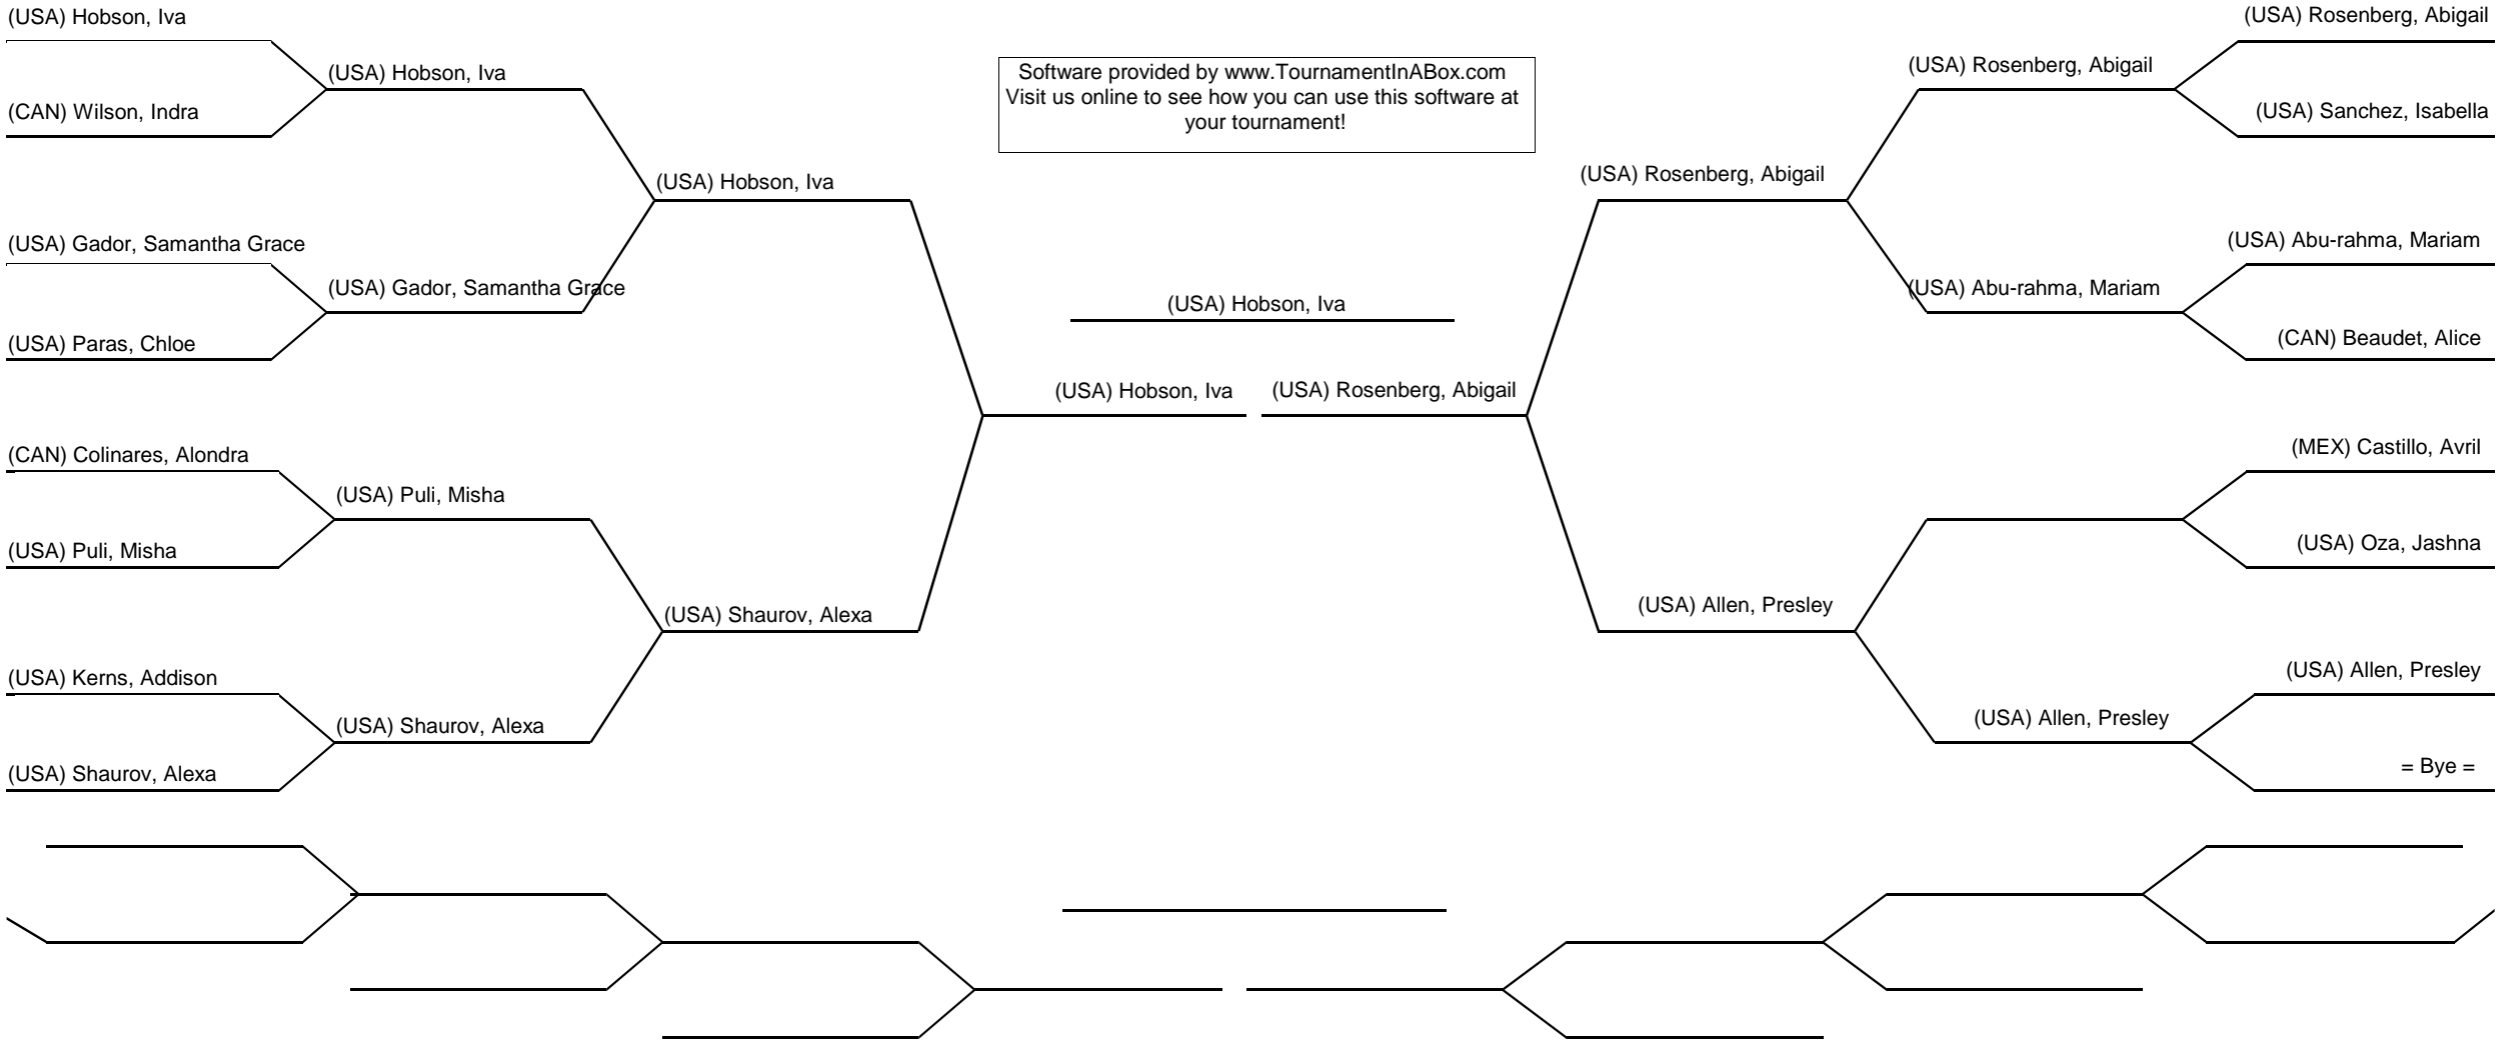 (USA) Hobson, Iva
(CAN) Wilson, Indra
(USA) Gador, Samantha Grace
(USA) Paras, Chloe
(CAN) Colinares, Alondra
(USA) Puli, Misha
(USA) Kerns, Addison
(USA) Shaurov, Alexa
(USA) Hobson, Iva
(USA) Gador, Samantha Grace
(USA) Puli, Misha
(USA) Shaurov, Alexa
(USA) Hobson, Iva
(USA) Shaurov, Alexa
Software provided by www.TournamentInABox.com
Visit us online to see how you can use this software at
your tournament!
(USA) Hobson, Iva
(USA) Hobson, Iva
(USA) Rosenberg, Abigail
(USA) Rosenberg, Abigail
(USA) Allen, Presley
(USA) Rosenberg, Abigail
(USA) Abu-rahma, Mariam
(USA) Allen, Presley
(USA) Rosenberg, Abigail
(USA) Sanchez, Isabella
(USA) Abu-rahma, Mariam
(CAN) Beaudet, Alice
(MEX) Castillo, Avril
(USA) Oza, Jashna
(USA) Allen, Presley
= Bye =